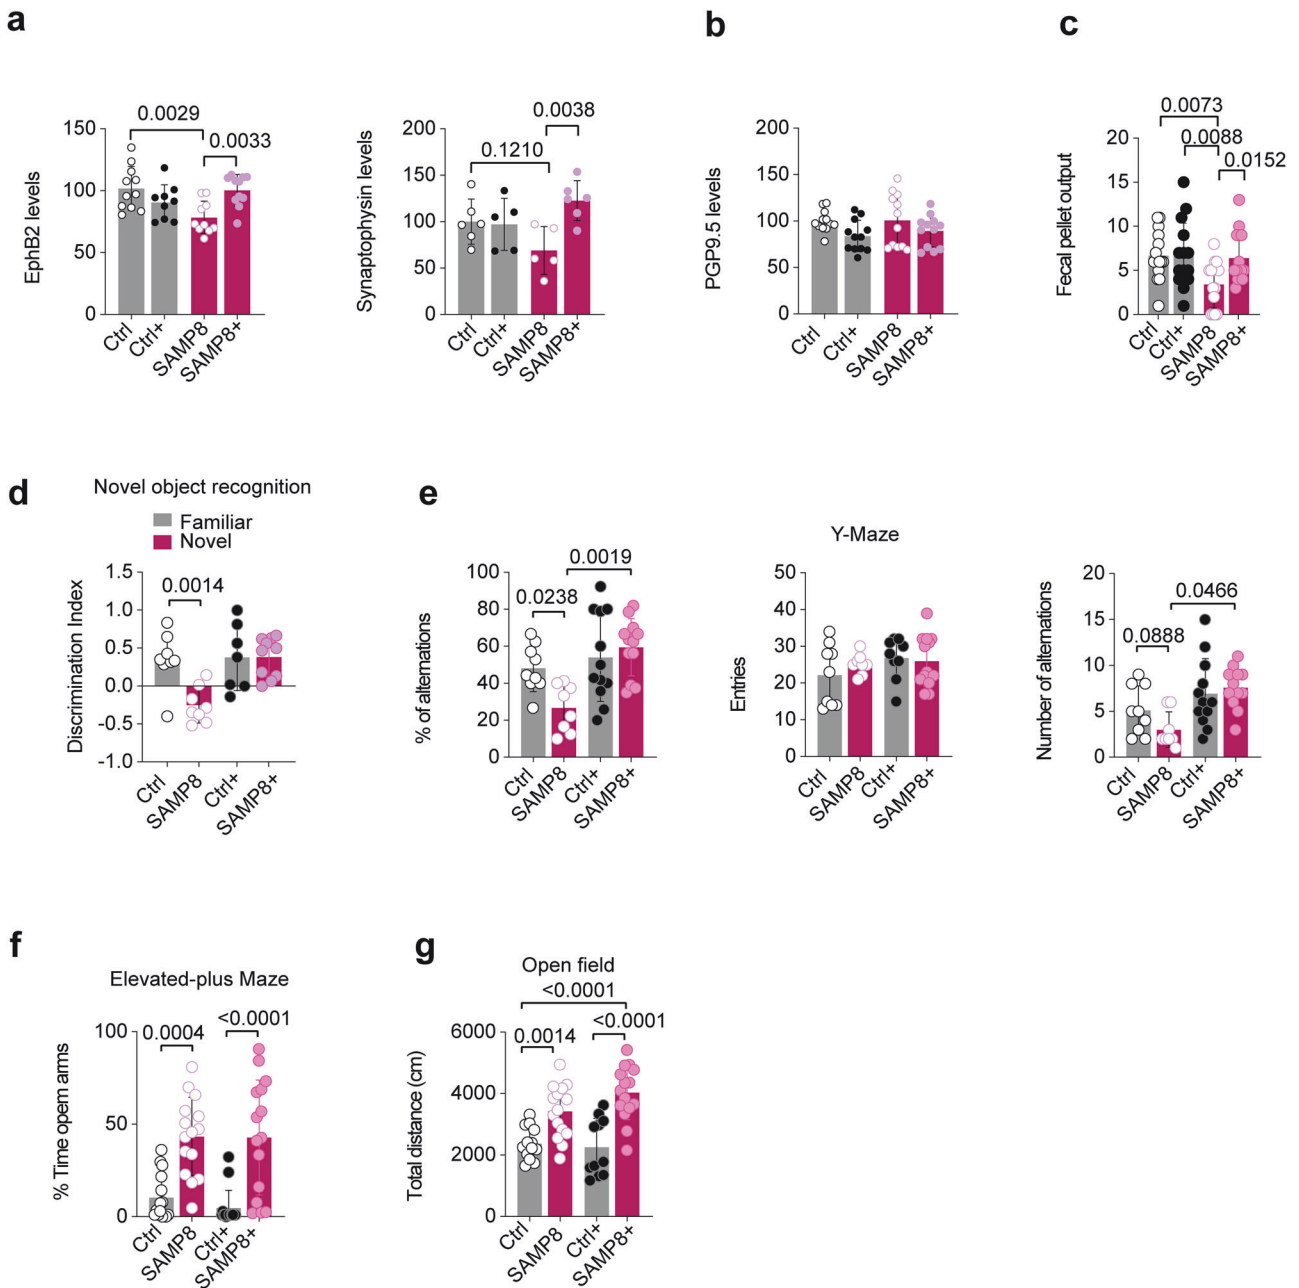 a
b
c
0.0029
0.0033
EphB2 levels
150
100
50
0
Ctrl
Ctrl+
SAMP8
SAMP8+
0.0038
0.1210
Synaptophysin levels
200
150
100
50
0
Ctrl
Ctrl+
SAMP8
SAMP8+
PGP9.5 levels
200
150
100
50
0
Ctrl
Ctrl+
SAMP8
SAMP8+
0.0073
0.0088
0.0152
Fecal pellet output
20
15
10
5
0
Ctrl
Ctrl+
SAMP8
SAMP8+
d
Novel object recognition
Familiar
Novel
0.0014
Discrimination Index
1.5
1.0
0.5
0.0
-0.5
-1.0
Ctrl
SAMP8
Ctrl+
SAMP8+
e
Y-Maze
0.0019
0.0238
% of alternations
100
80
60
40
20
0
Ctrl
SAMP8
Ctrl+
SAMP8+
Entries
50
40
30
20
10
0
Ctrl
SAMP8
Ctrl+
SAMP8+
0.0466
0.0888
Number of alternations
20
15
10
5
0
Ctrl
SAMP8
Ctrl+
SAMP8+
f
Elevated-plus Maze
0.0004
<0.0001
% Time opem arms
100
50
0
Ctrl
SAMP8
Ctrl+
SAMP8+
g
Open field
<0.0001
0.0014
<0.0001
Total distance (cm)
6000
4000
2000
0
Ctrl
SAMP8
Ctrl+
SAMP8+